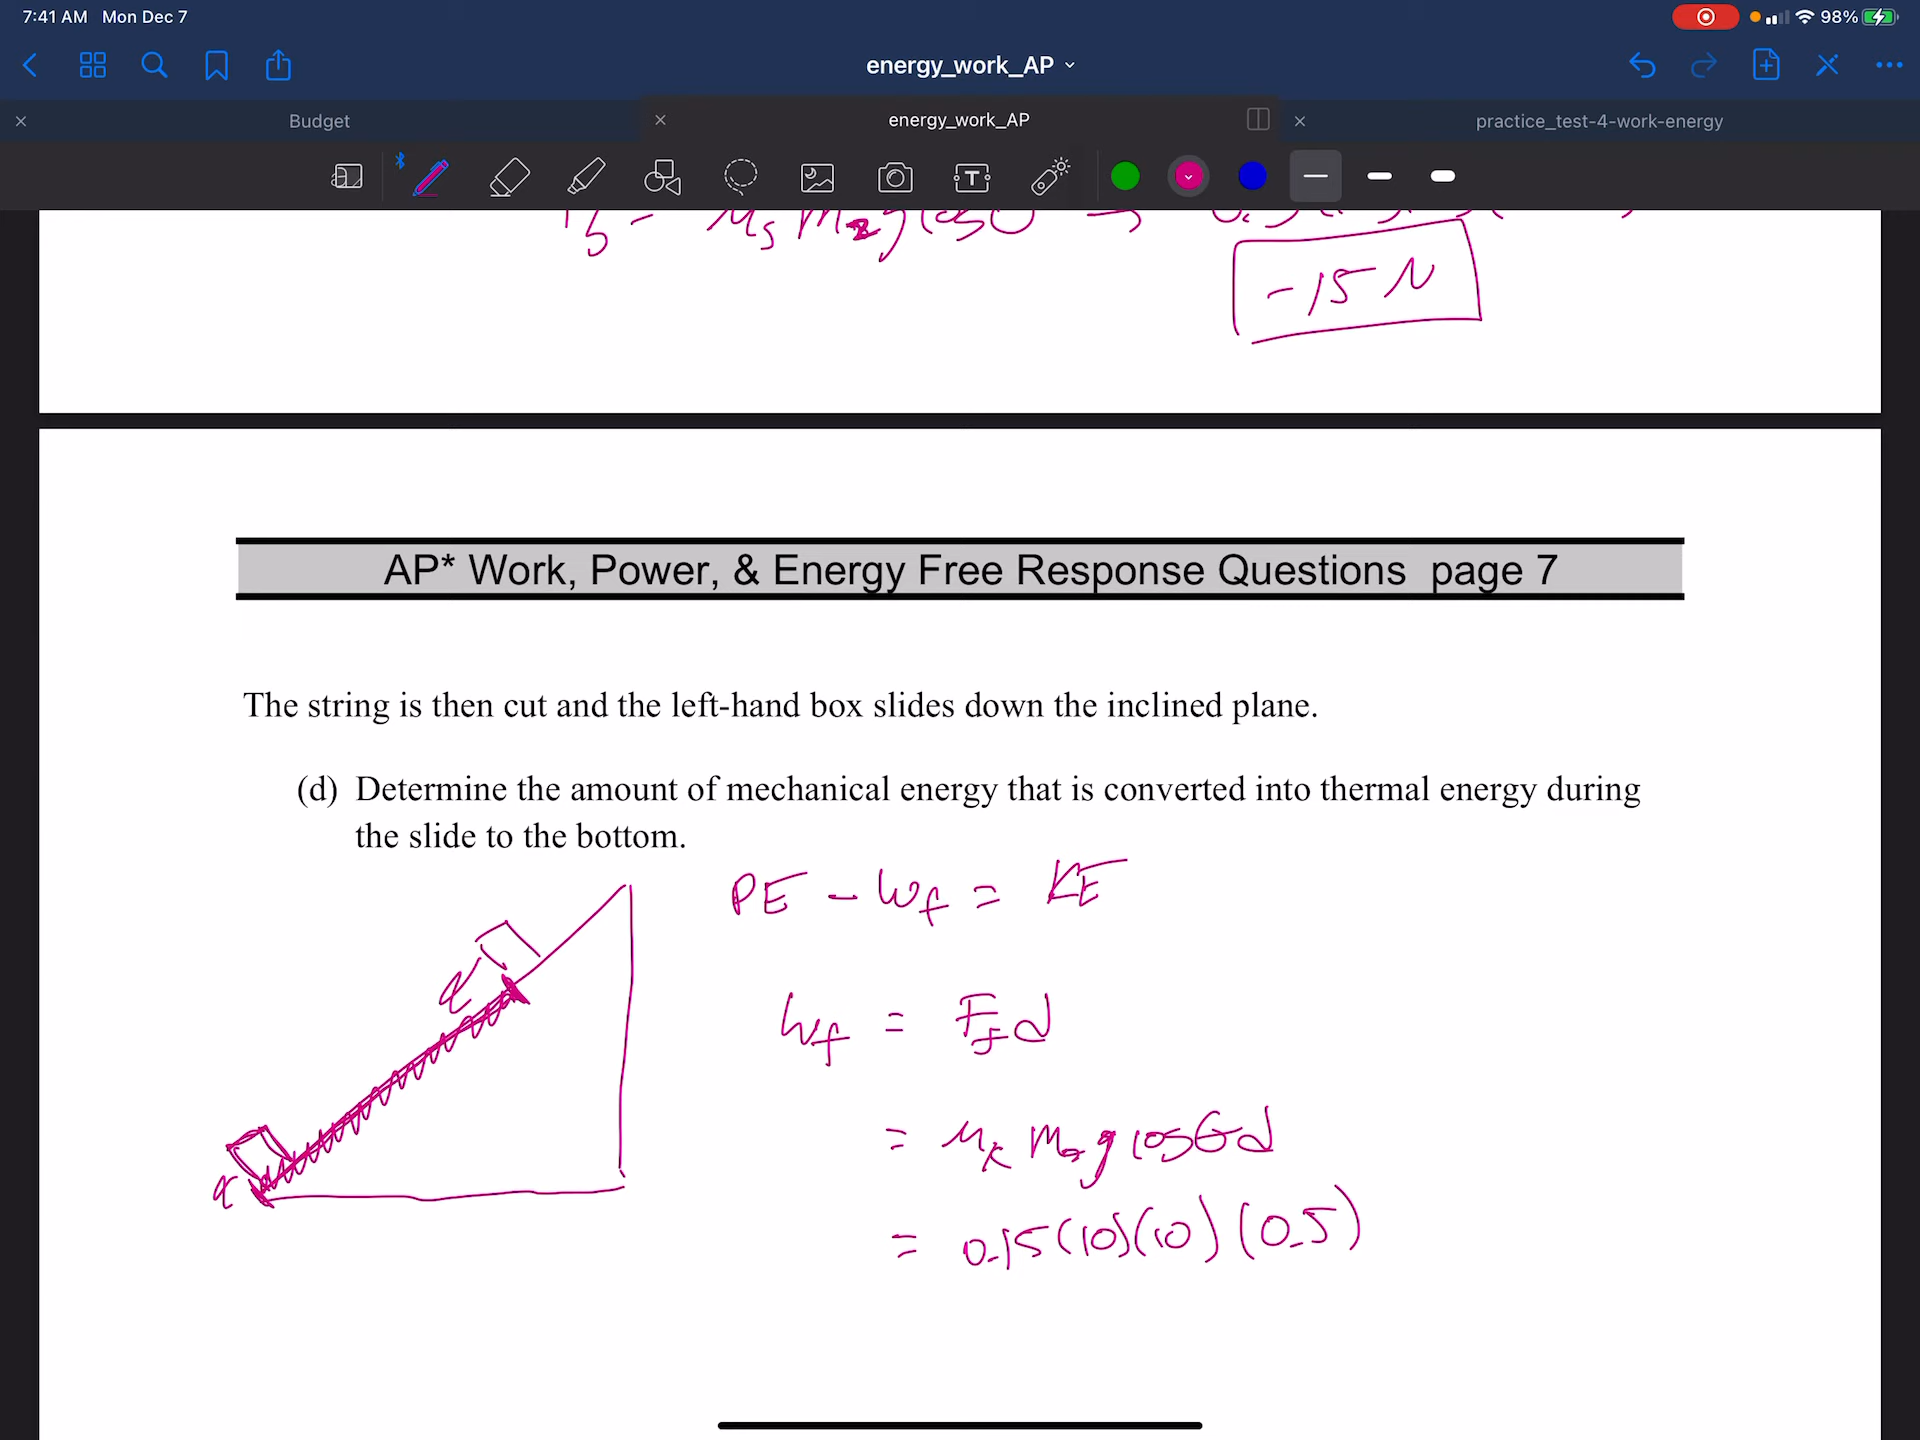 7:41 AM Mon Dec 7
98%
energy_work_AP
Budget
energy_work_AP
practice_test-4-work-energy
T
-15 N
AP* Work, Power, & Energy Free Response Questions page 7
The string is then cut and the left-hand box slides down the inclined plane.
(d) Determine the amount of mechanical energy that is converted into thermal energy during
the slide to the bottom.
PE - Wf = KE
Wf = Ff d
= μk m2 g cosθ d
= 0.15(10)(10)(0.5)